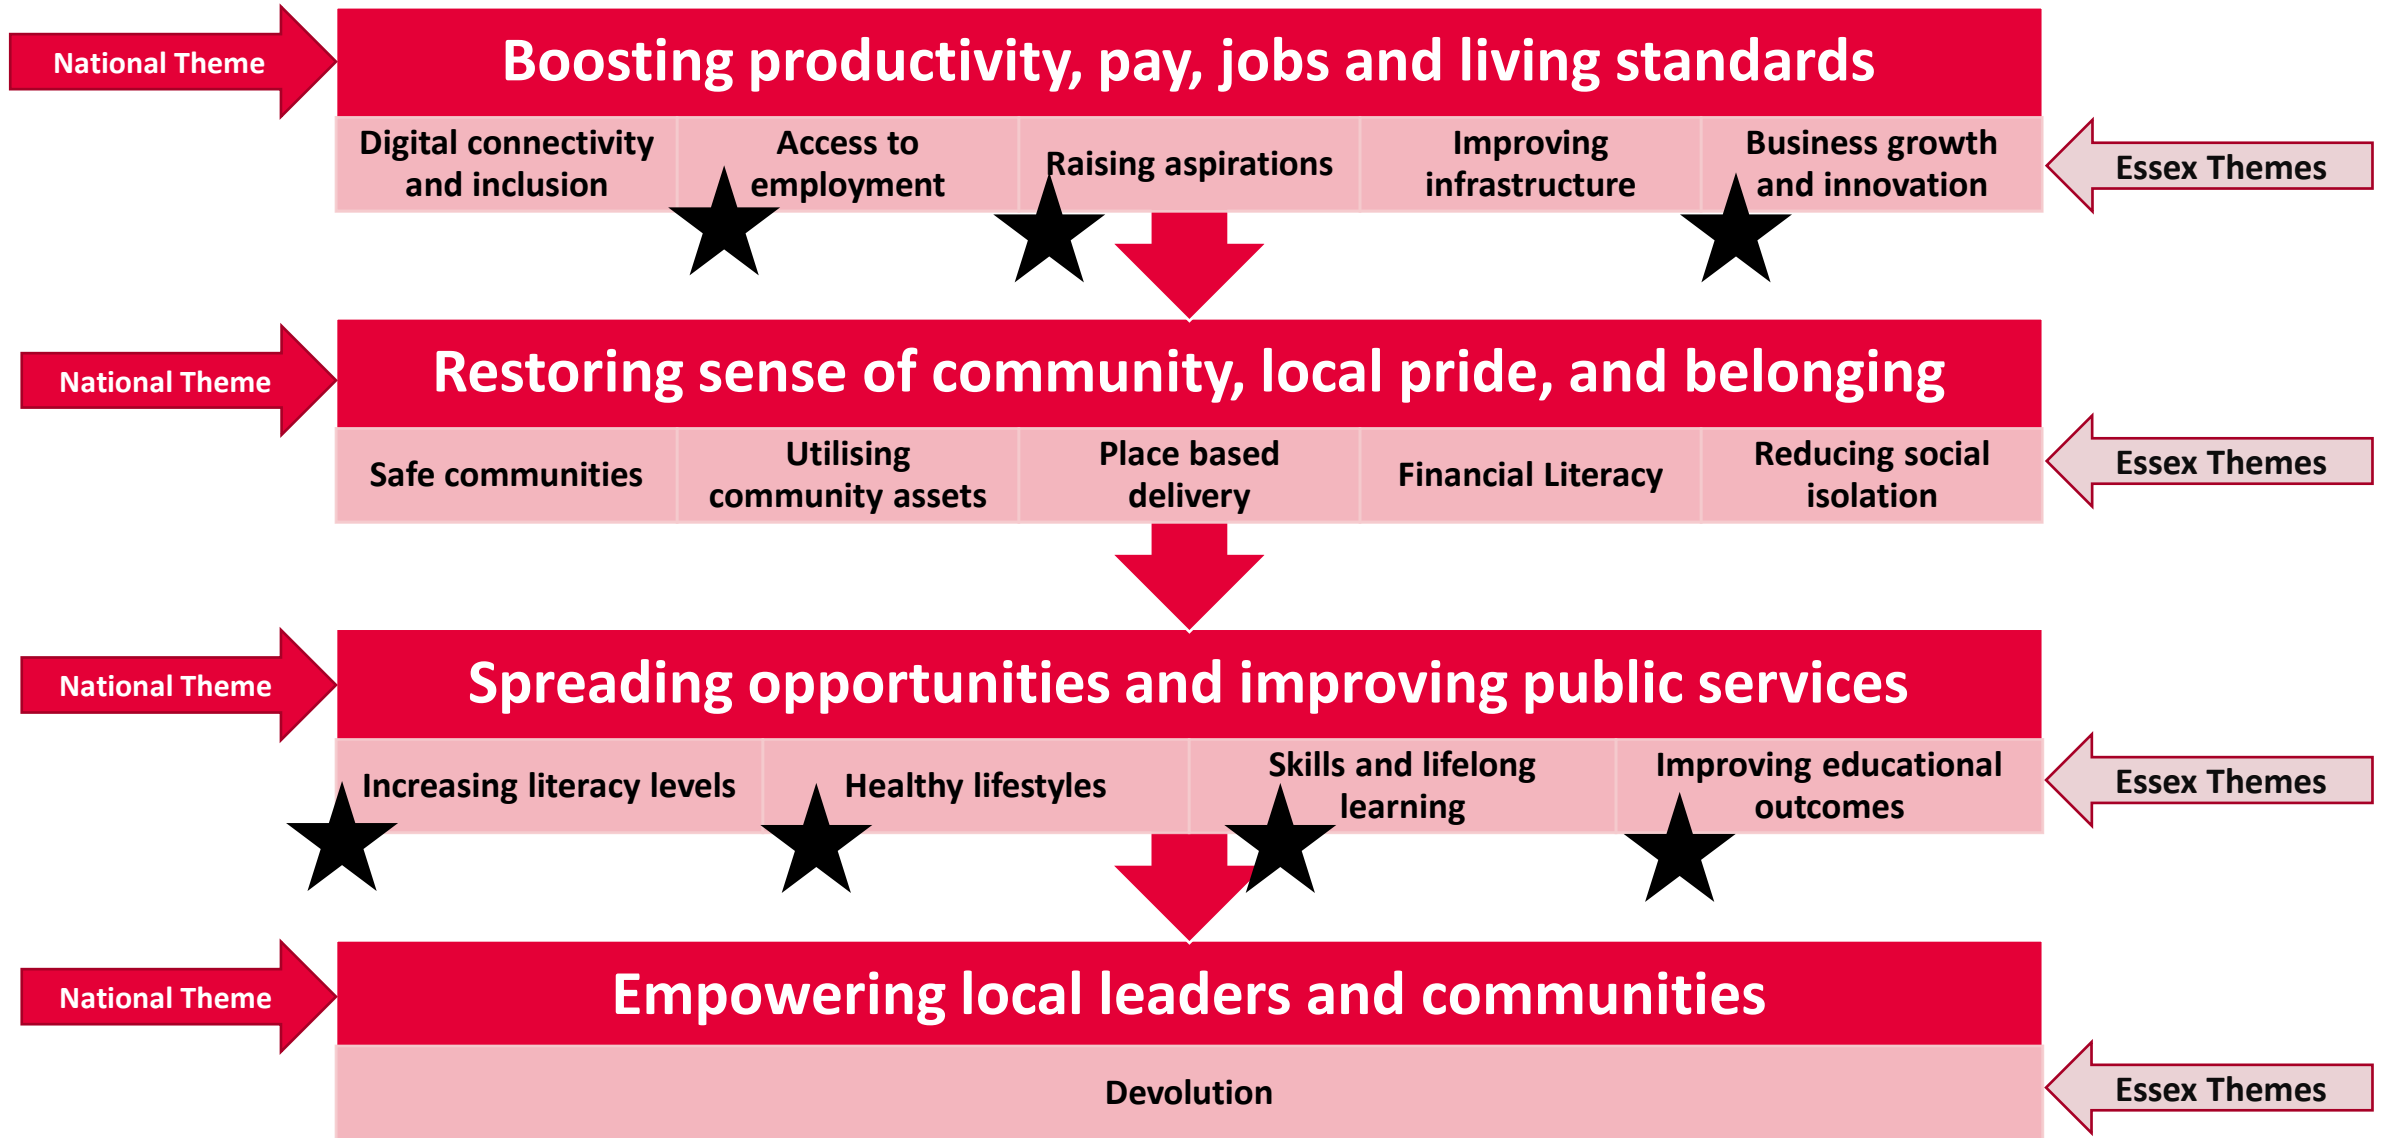 National Theme
Boosting productivity, pay, jobs and living standards
Digital connectivity
and inclusion
Access to
employment
Raising aspirations
Improving
infrastructure
Business growth
and innovation
Essex Themes
National Theme
Restoring sense of community, local pride, and belonging
Safe communities
Utilising
community assets
Place based
delivery
Financial Literacy
Reducing social
isolation
Essex Themes
National Theme
Spreading opportunities and improving public services
Increasing literacy levels
Healthy lifestyles
Skills and lifelong
learning
Improving educational
outcomes
Essex Themes
National Theme
Empowering local leaders and communities
Devolution
Essex Themes